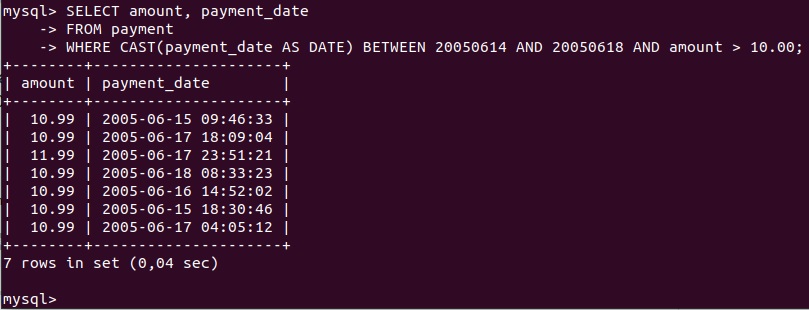 mysql> SELECT amount, payment_date
    -> FROM payment
    -> WHERE CAST(payment_date AS DATE) BETWEEN 20050614 AND 20050618 AND amount > 10.00;
+--------+---------------------+
| amount | payment_date        |
+--------+---------------------+
|  10.99 | 2005-06-15 09:46:33 |
|  10.99 | 2005-06-17 18:09:04 |
|  11.99 | 2005-06-17 23:51:21 |
|  10.99 | 2005-06-18 08:33:23 |
|  10.99 | 2005-06-16 14:52:02 |
|  10.99 | 2005-06-15 18:30:46 |
|  10.99 | 2005-06-17 04:05:12 |
+--------+---------------------+
7 rows in set (0,04 sec)
mysql>